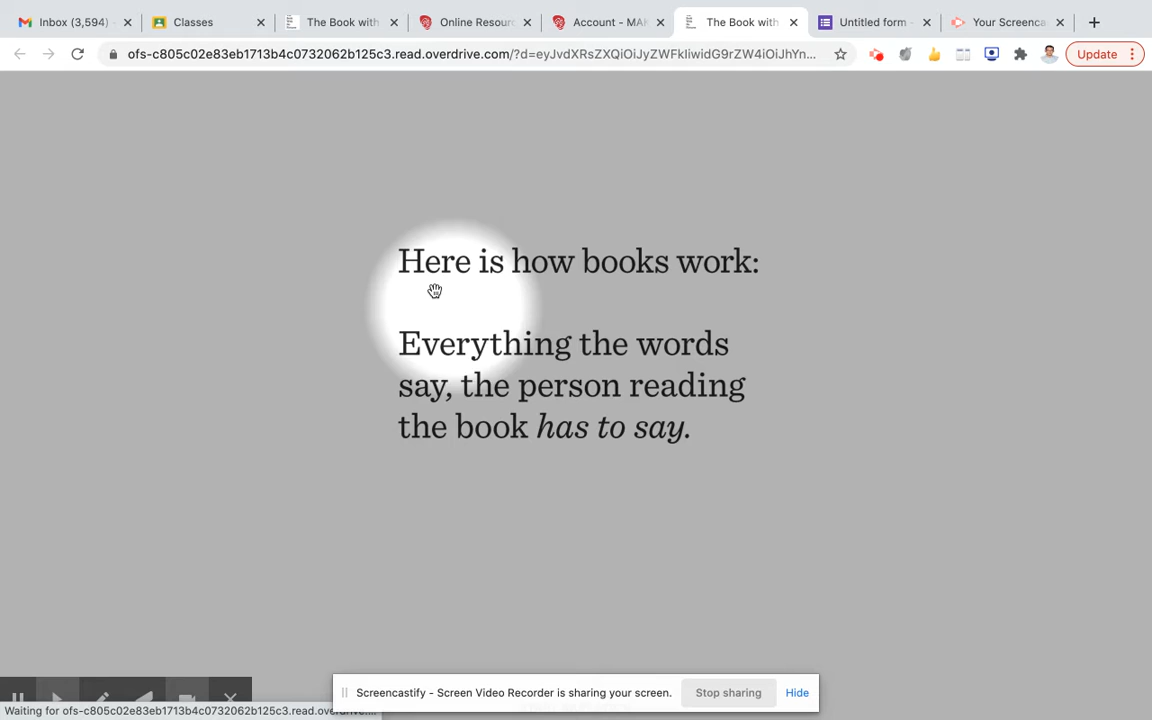 Inbox (3,594)
Classes
The Book with
Online Resour
Account - MAN
The Book with
Untitled form -
Your Screenca
ofs-c805c02e83eb1713b4c0732062b125c3.read.overdrive.com/?d=eyJvdXRsZXQiOiJyZWFkIiwidG9rZW4iOiJhYn...
Update
Here is how books work:
Everything the words
say, the person reading
the book has to say.
Screencastify - Screen Video Recorder is sharing your screen.
Stop sharing
Hide
Waiting for ofs-c805c02e83eb1713b4c0732062b125c3.read.overdrive....